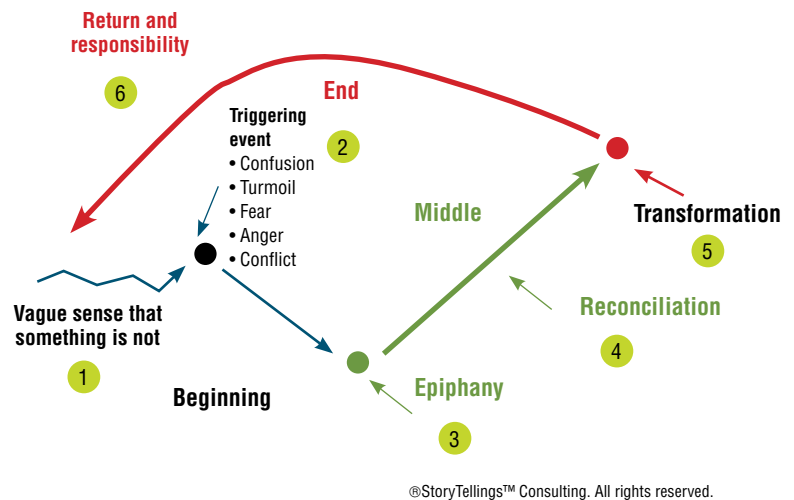 Return and
responsibility
6
End
Triggering
event
• Confusion
• Turmoil
• Fear
• Anger
• Conflict
2
Middle
Transformation
5
Vague sense that
something is not
1
Reconciliation
4
Beginning
Epiphany
3
®StoryTellings™ Consulting. All rights reserved.